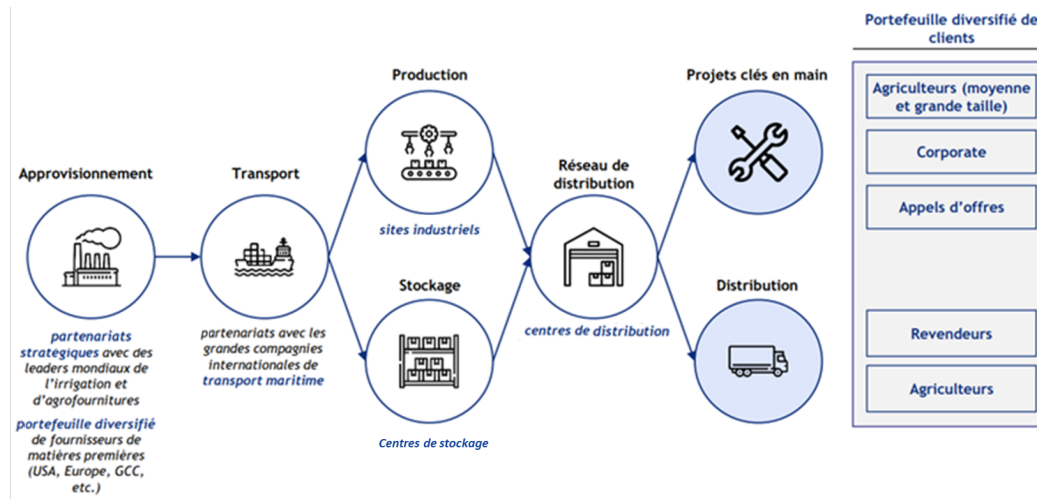 Portefeuille diversifié de
clients
Production
Projets clés en main
Agriculteurs (moyenne
et grande taille)
Corporate
Approvisionnement
Transport
Réseau de
distribution
Appels d'offres
sites industriels
Stockage
Distribution
partenariats
stratégiques avec des
leaders mondiaux de
l'irrigation et
d'agrofournitures
partenariats avec les
grandes compagnies
internationales de
transport maritime
centres de distribution
Revendeurs
Agriculteurs
portefeuille diversifié
de fournisseurs de
matières premières
(USA, Europe, GCC,
etc.)
Centres de stockage